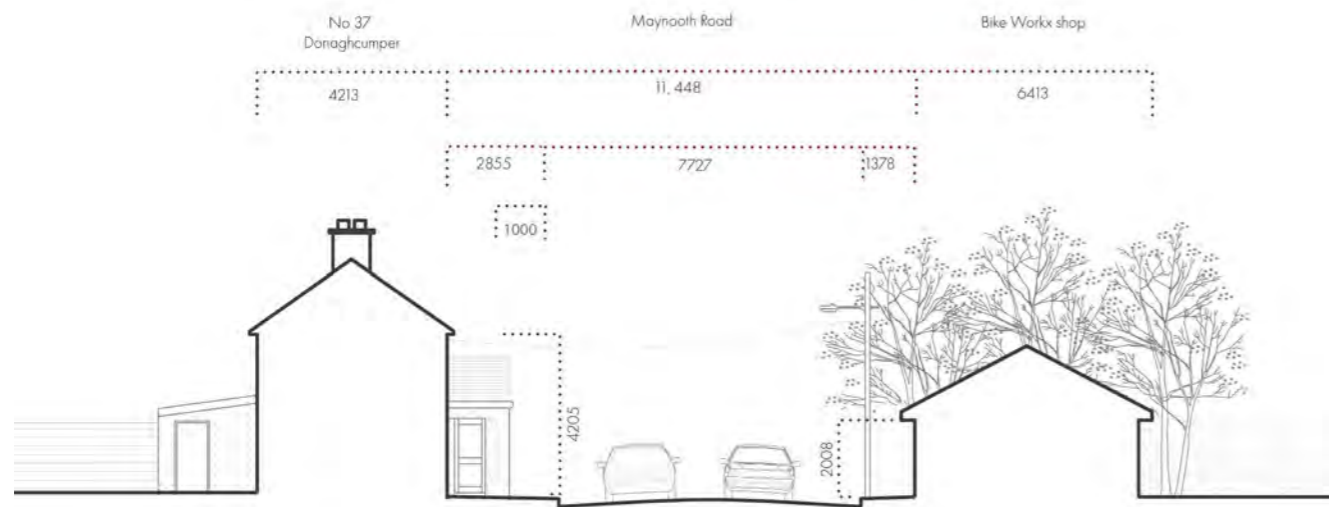 No 37
Donaghcumper
Maynooth Road
Bike Workx shop
4213
11, 448
6413
2855
7727
1378
1000
4205
2008